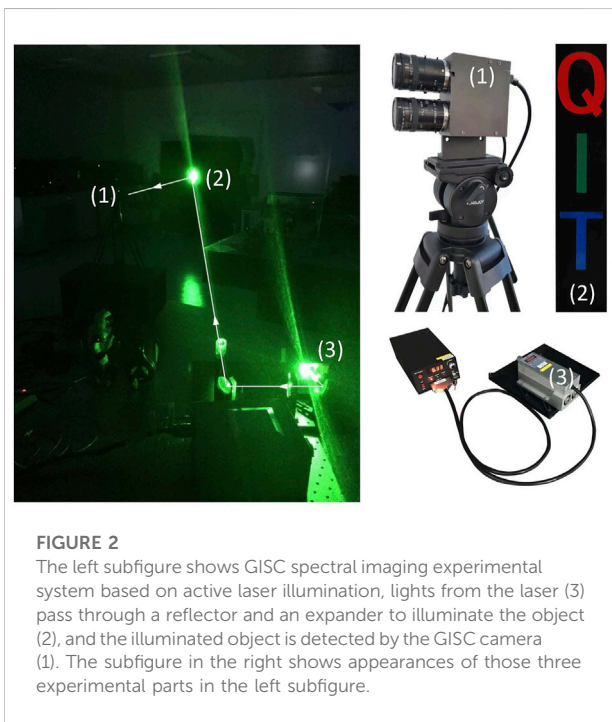 (1)
(2)
(3)
(1)
Q
I
T
(2)
(3)
FIGURE 2
The left subfigure shows GISC spectral imaging experimental
system based on active laser illumination, lights from the laser (3)
pass through a reflector and an expander to illuminate the object
(2), and the illuminated object is detected by the GISC camera
(1). The subfigure in the right shows appearances of those three
experimental parts in the left subfigure.